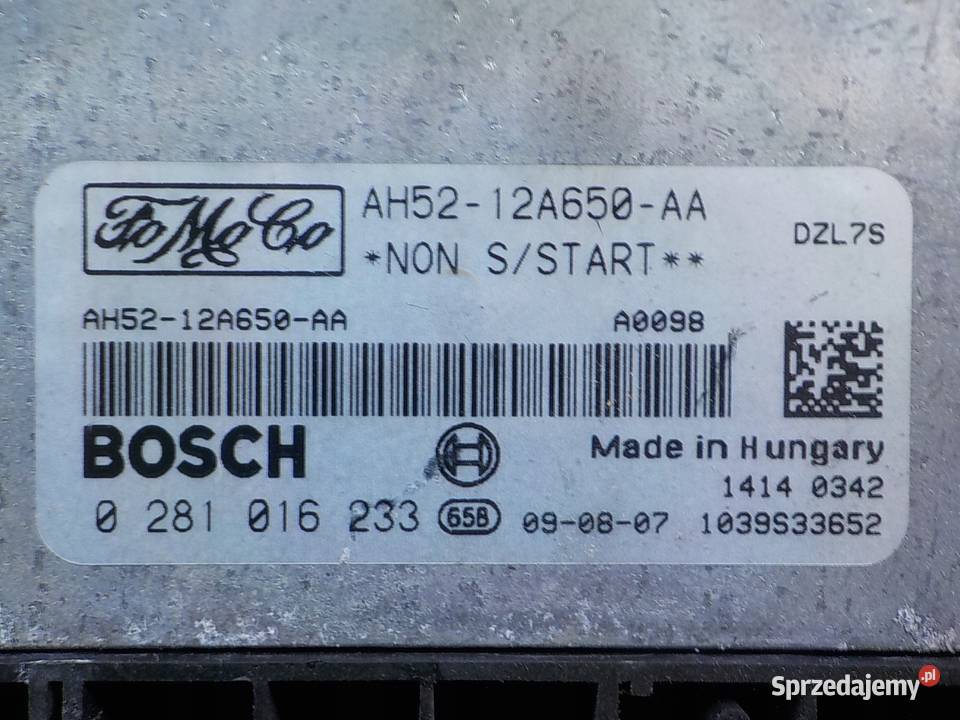 FoMoCo
AH52-12A650-AA
*NON S/START**
DZL7S
AH52-12A650-AA A0098
BOSCH
Made in Hungary
1414 0342
0 281 016 233 65B 09-08-07 1039S33652
Sprzedajemy.pl